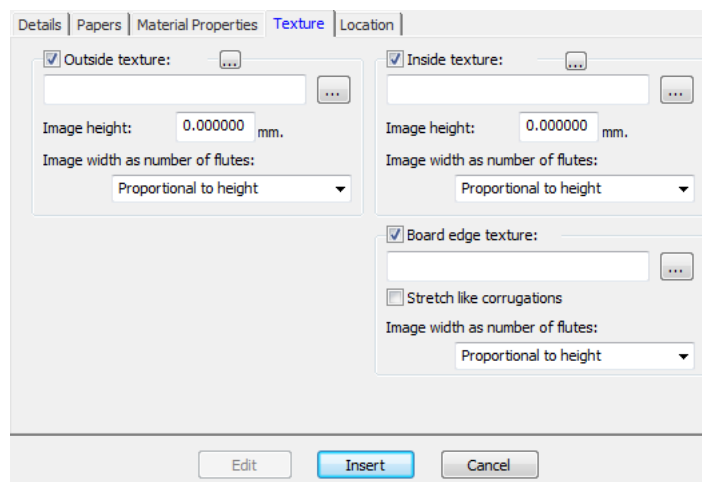 Details Papers Material Properties Texture Location
Outside texture: ...
...
Image height: 0.000000 mm.
Image width as number of flutes:
Proportional to height
Inside texture: ...
...
Image height: 0.000000 mm.
Image width as number of flutes:
Proportional to height
Board edge texture:
...
Stretch like corrugations
Image width as number of flutes:
Proportional to height
Edit Insert Cancel